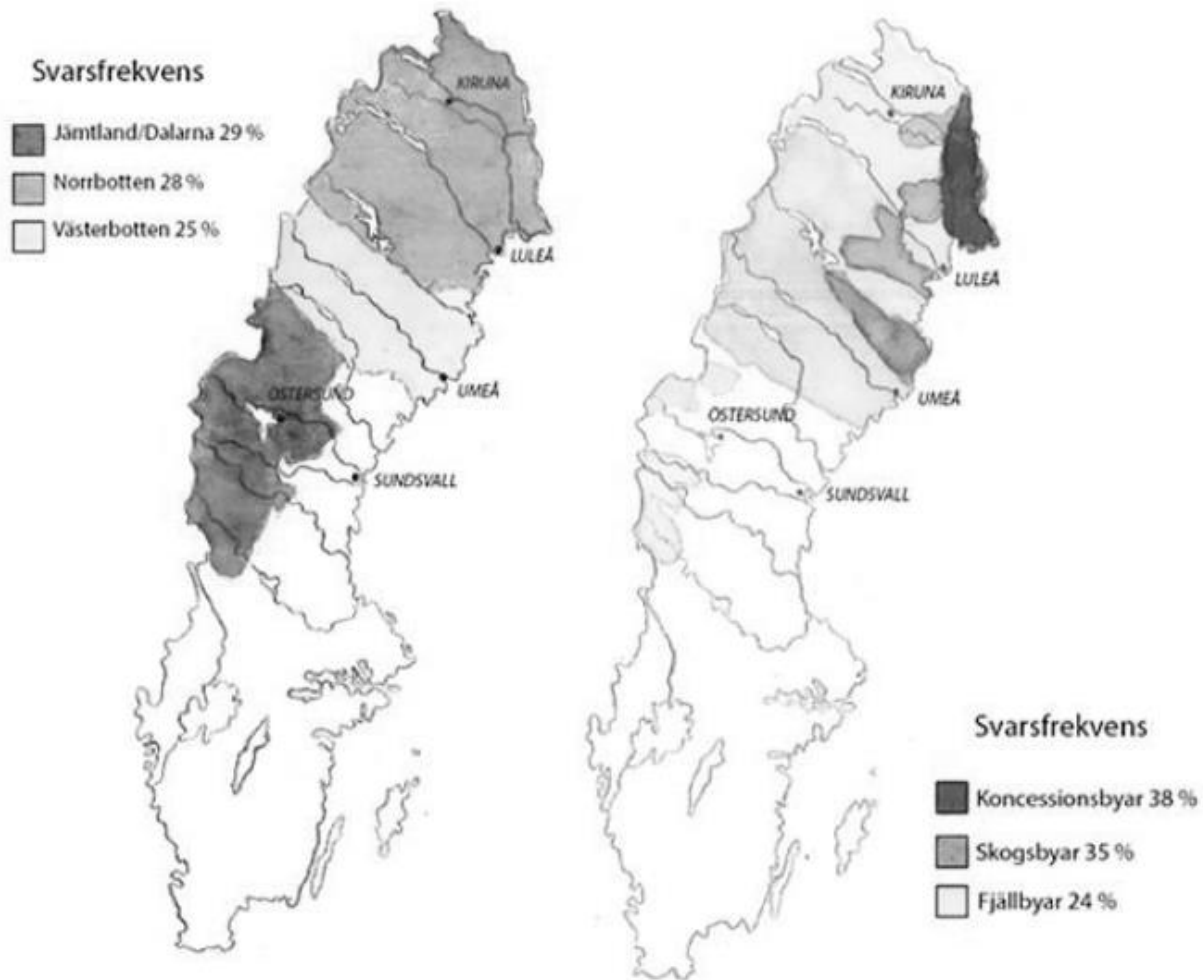 Svarsfrekvens
Jämtland/Dalarna 29 %
Norrbotten 28 %
Västerbotten 25 %
KIRUNA
LULEÅ
UMEÅ
ÖSTERSUND
SUNDSVALL
KIRUNA
LULEÅ
UMEÅ
ÖSTERSUND
SUNDSVALL
Svarsfrekvens
Koncessionsbyar 38 %
Skogsbyar 35 %
Fjällbyar 24 %